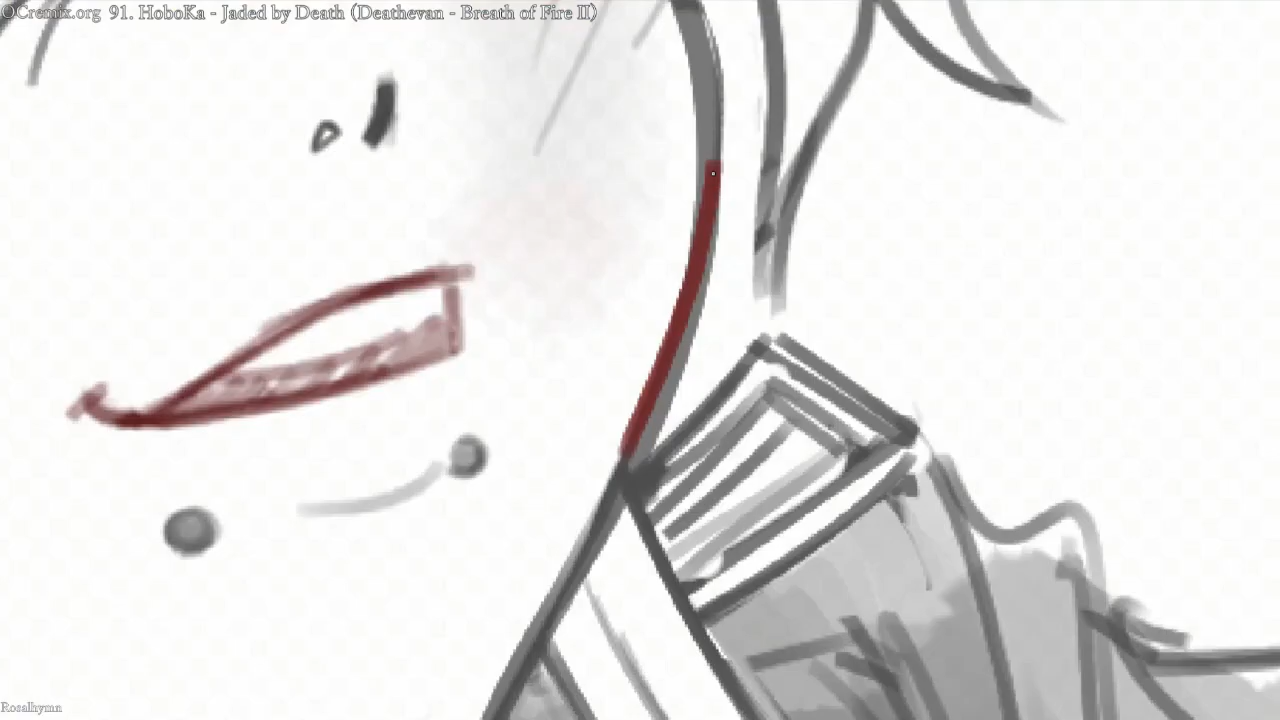 OCremix.org 91. HoboKa - Jaded by Death (Deathevan - Breath of Fire II)
Rosalhymn